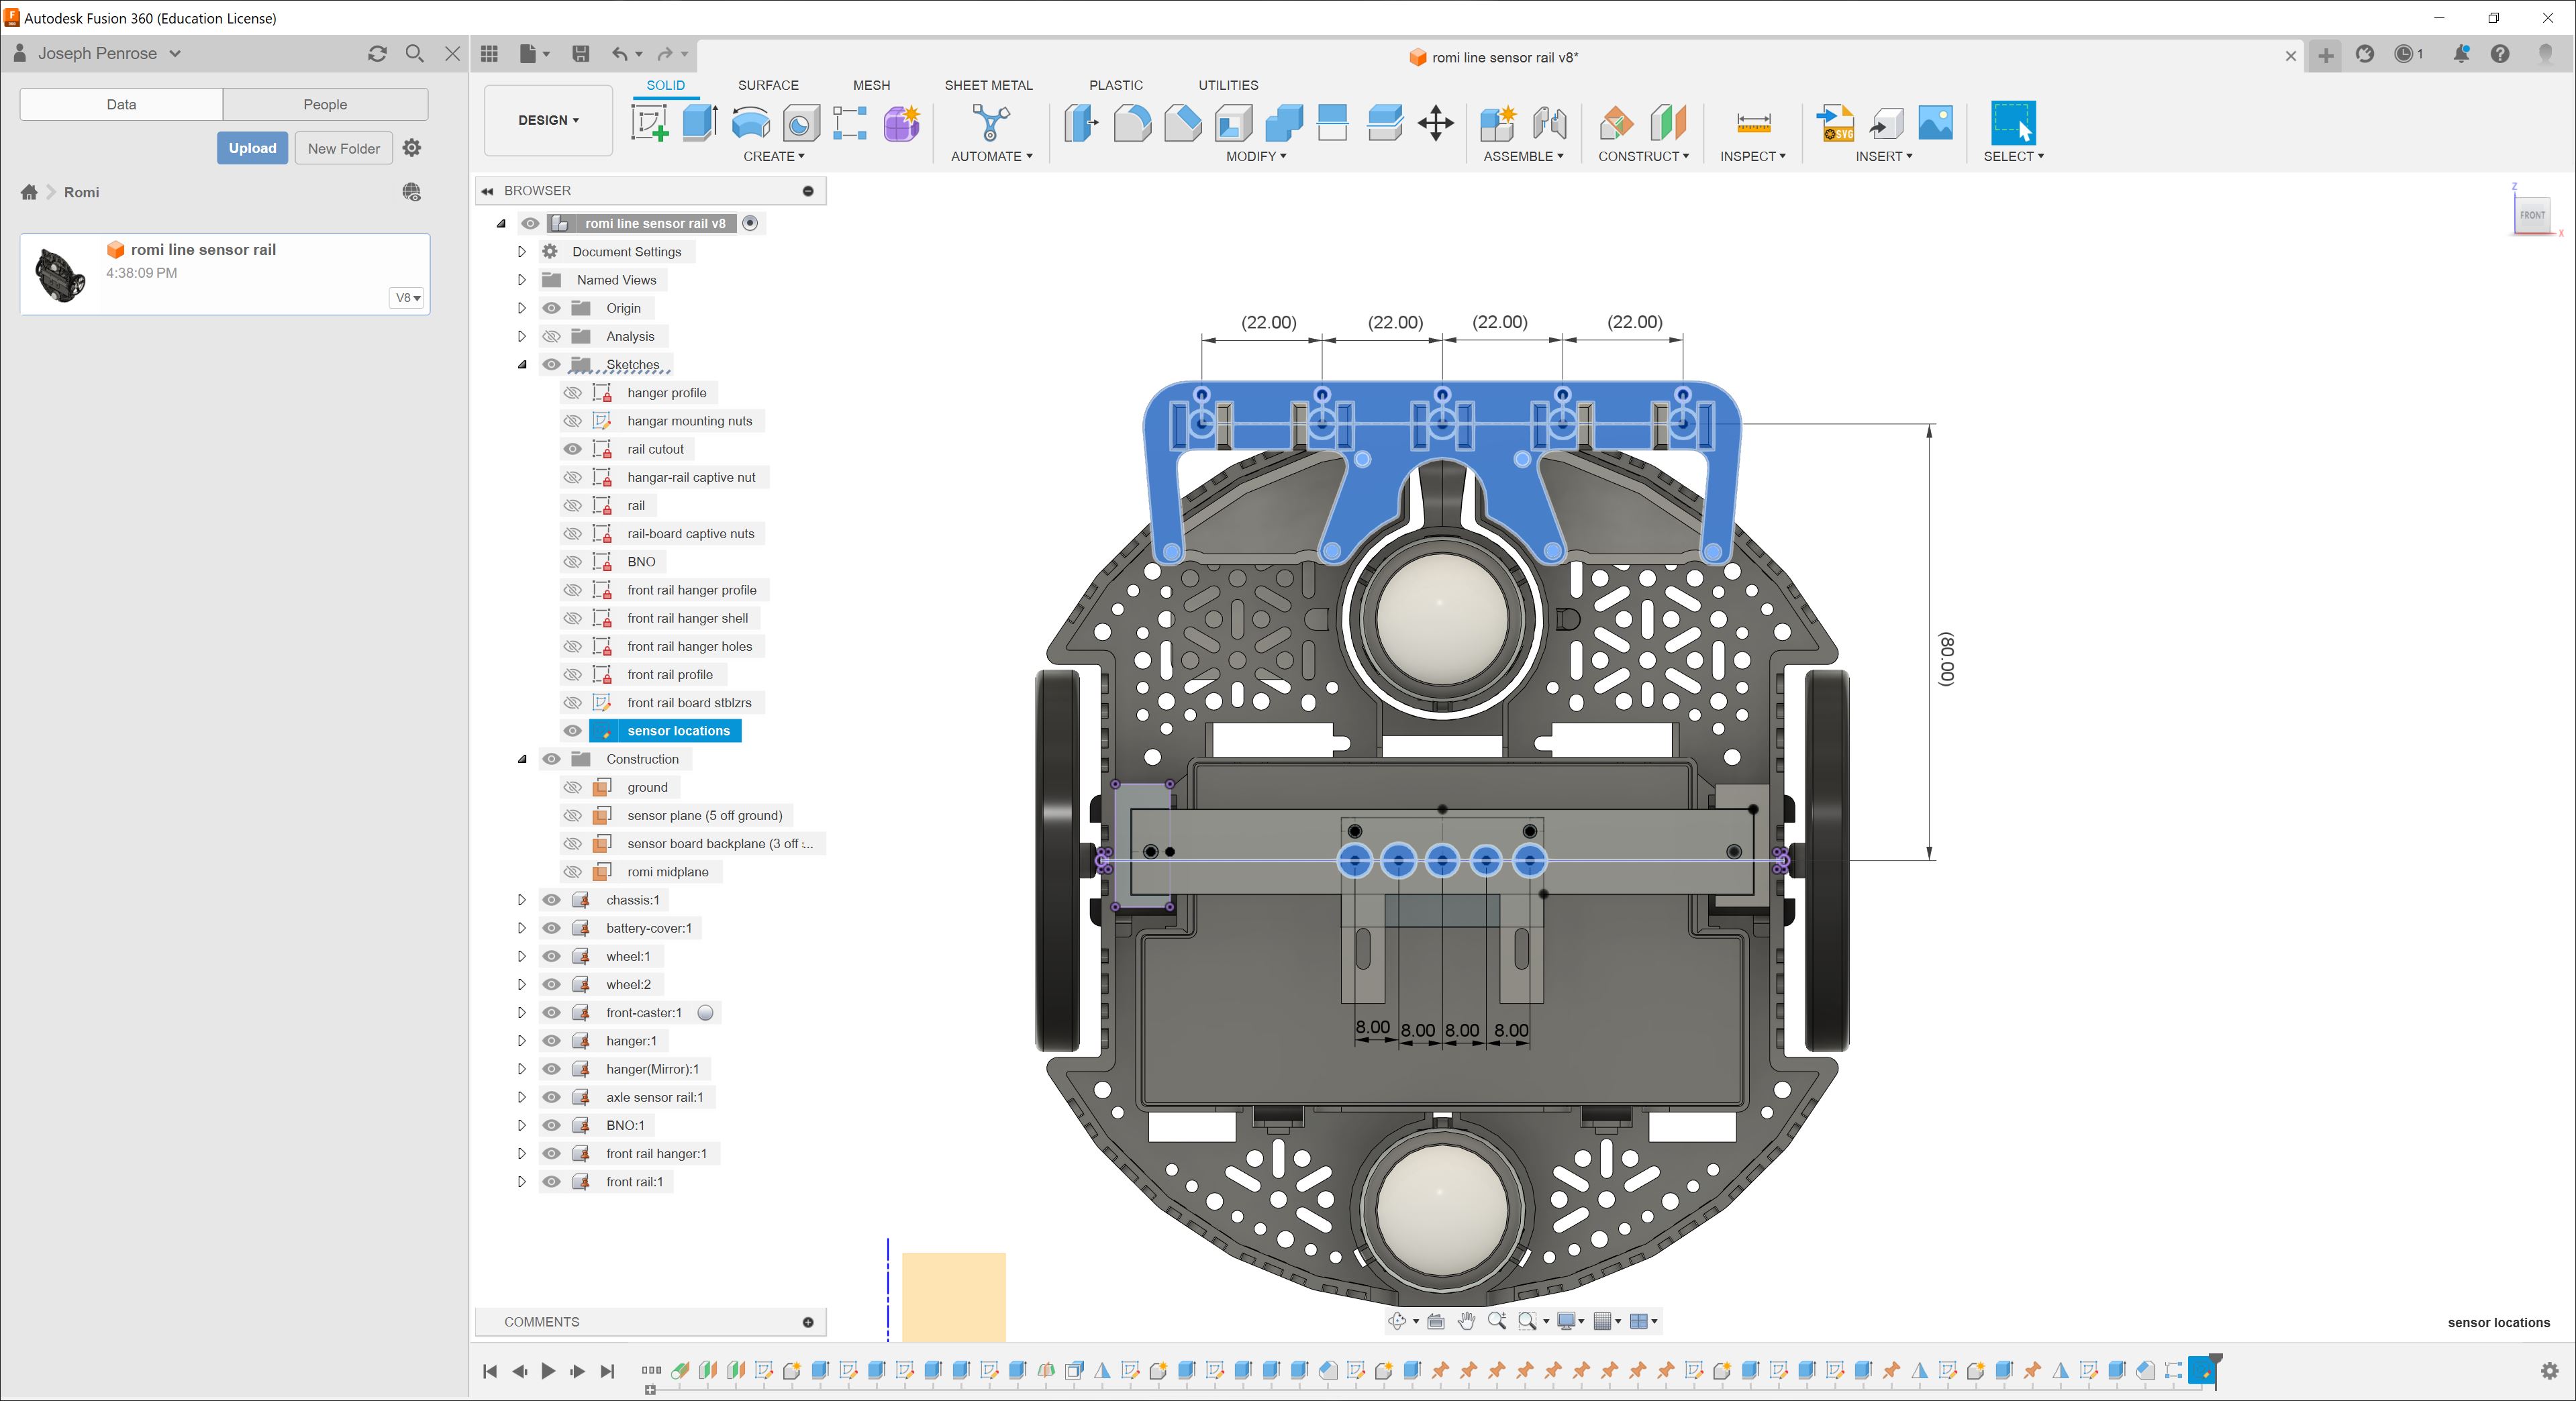 Autodesk Fusion 360 (Education License)
Joseph Penrose
romi line sensor rail v8*
1
Data
People
Upload
New Folder
Romi
romi line sensor rail
4:38:09 PM
V8
SOLID
SURFACE
MESH
SHEET METAL
PLASTIC
UTILITIES
DESIGN
CREATE
AUTOMATE
MODIFY
ASSEMBLE
CONSTRUCT
INSPECT
INSERT
SELECT
SVG
BROWSER
romi line sensor rail v8
Document Settings
Named Views
Origin
Analysis
Sketches
hanger profile
hangar mounting nuts
rail cutout
hangar-rail captive nut
rail
rail-board captive nuts
BNO
front rail hanger profile
front rail hanger shell
front rail hanger holes
front rail profile
front rail board stblzrs
sensor locations
Construction
ground
sensor plane (5 off ground)
sensor board backplane (3 off :...
romi midplane
chassis:1
battery-cover:1
wheel:1
wheel:2
front-caster:1
hanger:1
hanger(Mirror):1
axle sensor rail:1
BNO:1
front rail hanger:1
front rail:1
COMMENTS
Z
FRONT
X
(22.00)
(22.00)
(22.00)
(22.00)
(80.00)
8.00
8.00
8.00
8.00
sensor locations